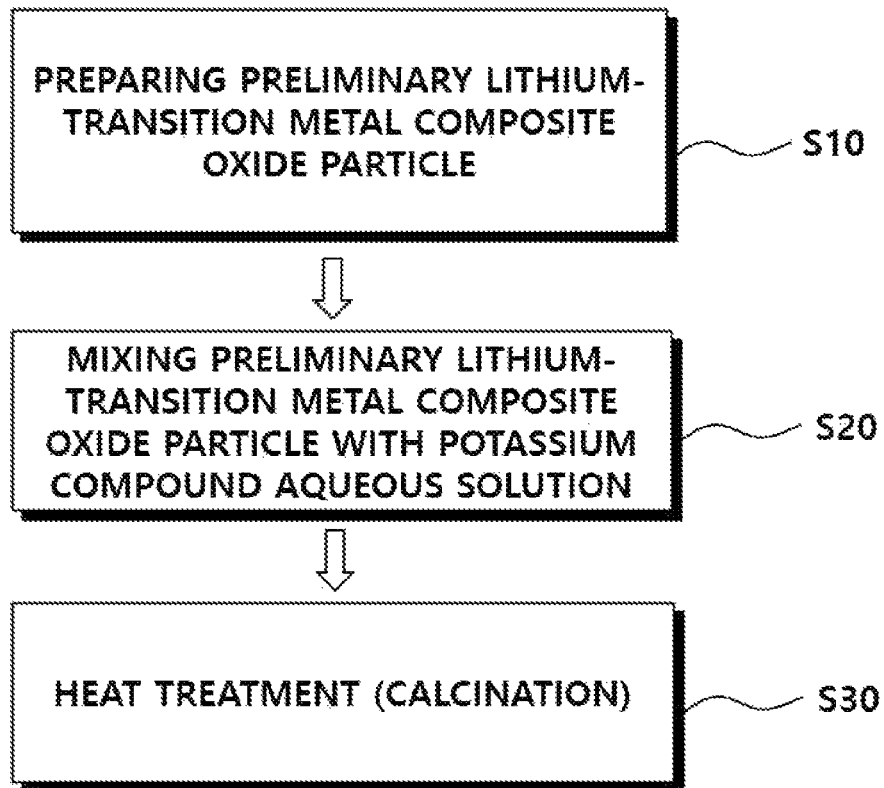 PREPARING PRELIMINARY LITHIUM-
TRANSITION METAL COMPOSITE
OXIDE PARTICLE
S10
MIXING PRELIMINARY LITHIUM-
TRANSITION METAL COMPOSITE
OXIDE PARTICLE WITH POTASSIUM
COMPOUND AQUEOUS SOLUTION
S20
HEAT TREATMENT (CALCINATION)
S30